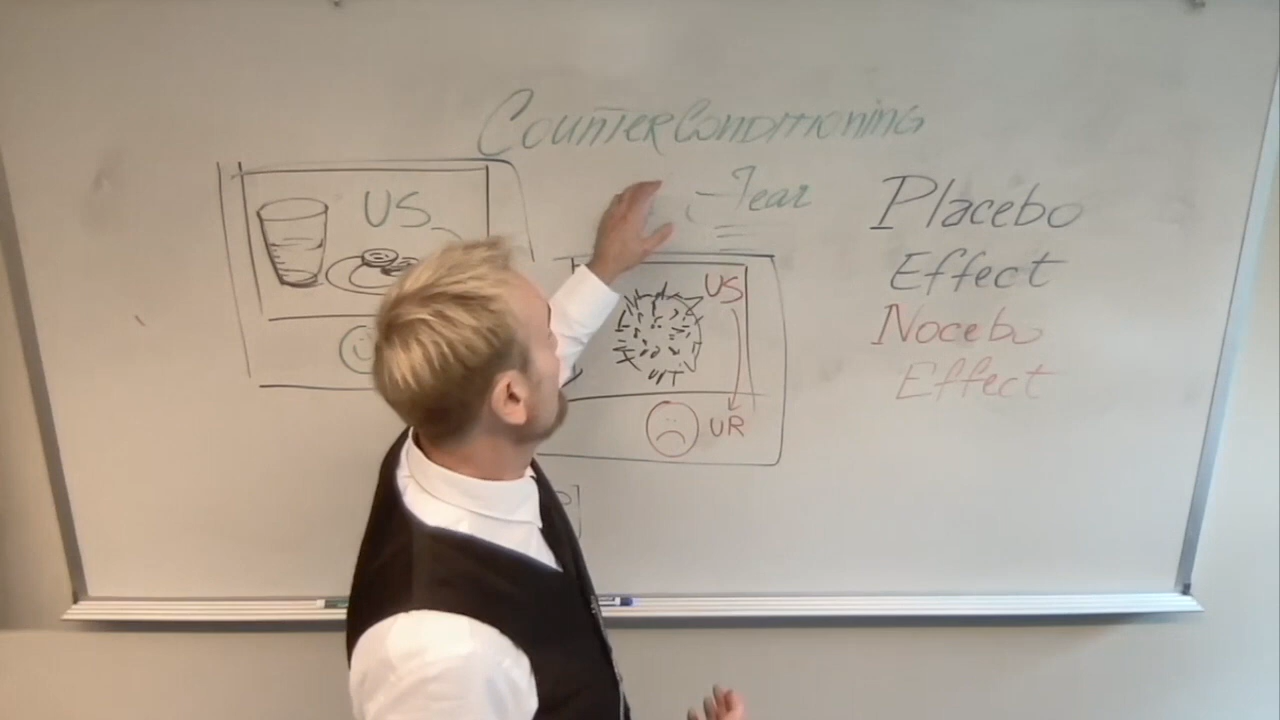 CounterConditioning
- Fear
US
US
UR
Placebo
Effect
Nocebo
Effect